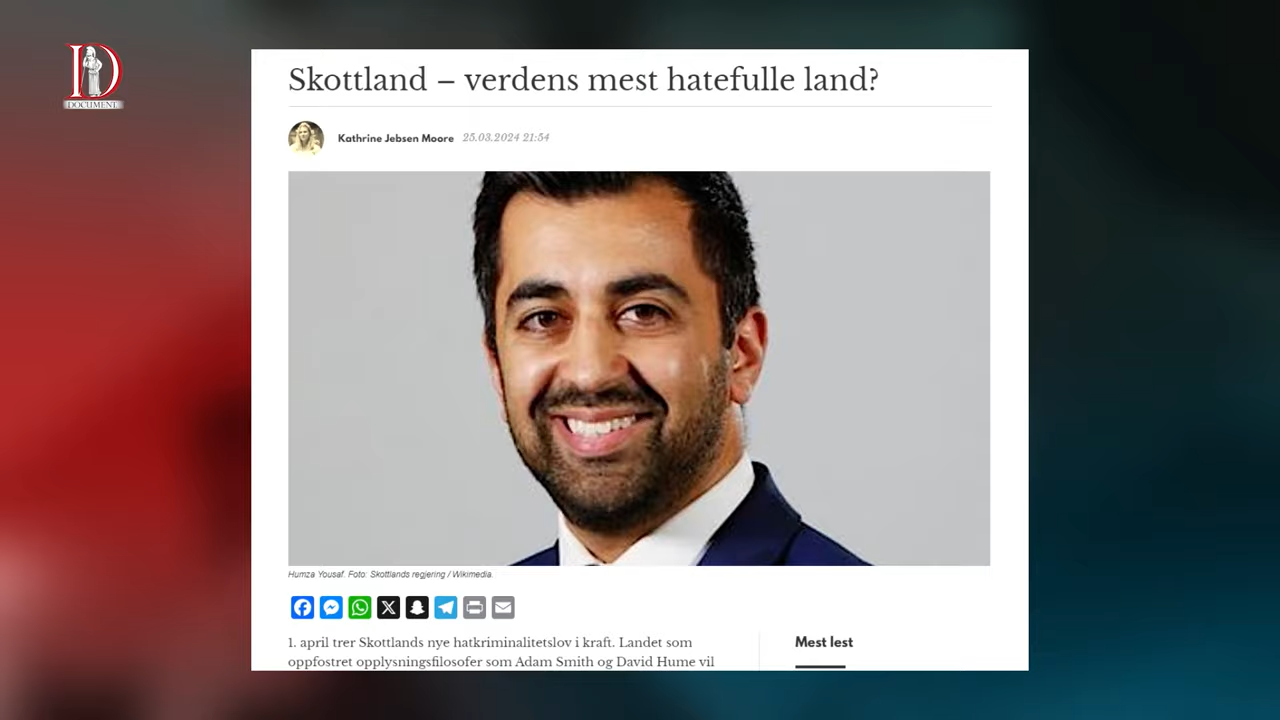 D
DOCUMENT
Skottland – verdens mest hatefulle land?
Kathrine Jebsen Moore 25.03.2024 21:54
Humza Yousaf. Foto: Skottlands regjering / Wikimedia.
1. april trer Skottlands nye hatkriminalitetslov i kraft. Landet som
oppfostret opplysningsfilosofer som Adam Smith og David Hume vil
Mest lest